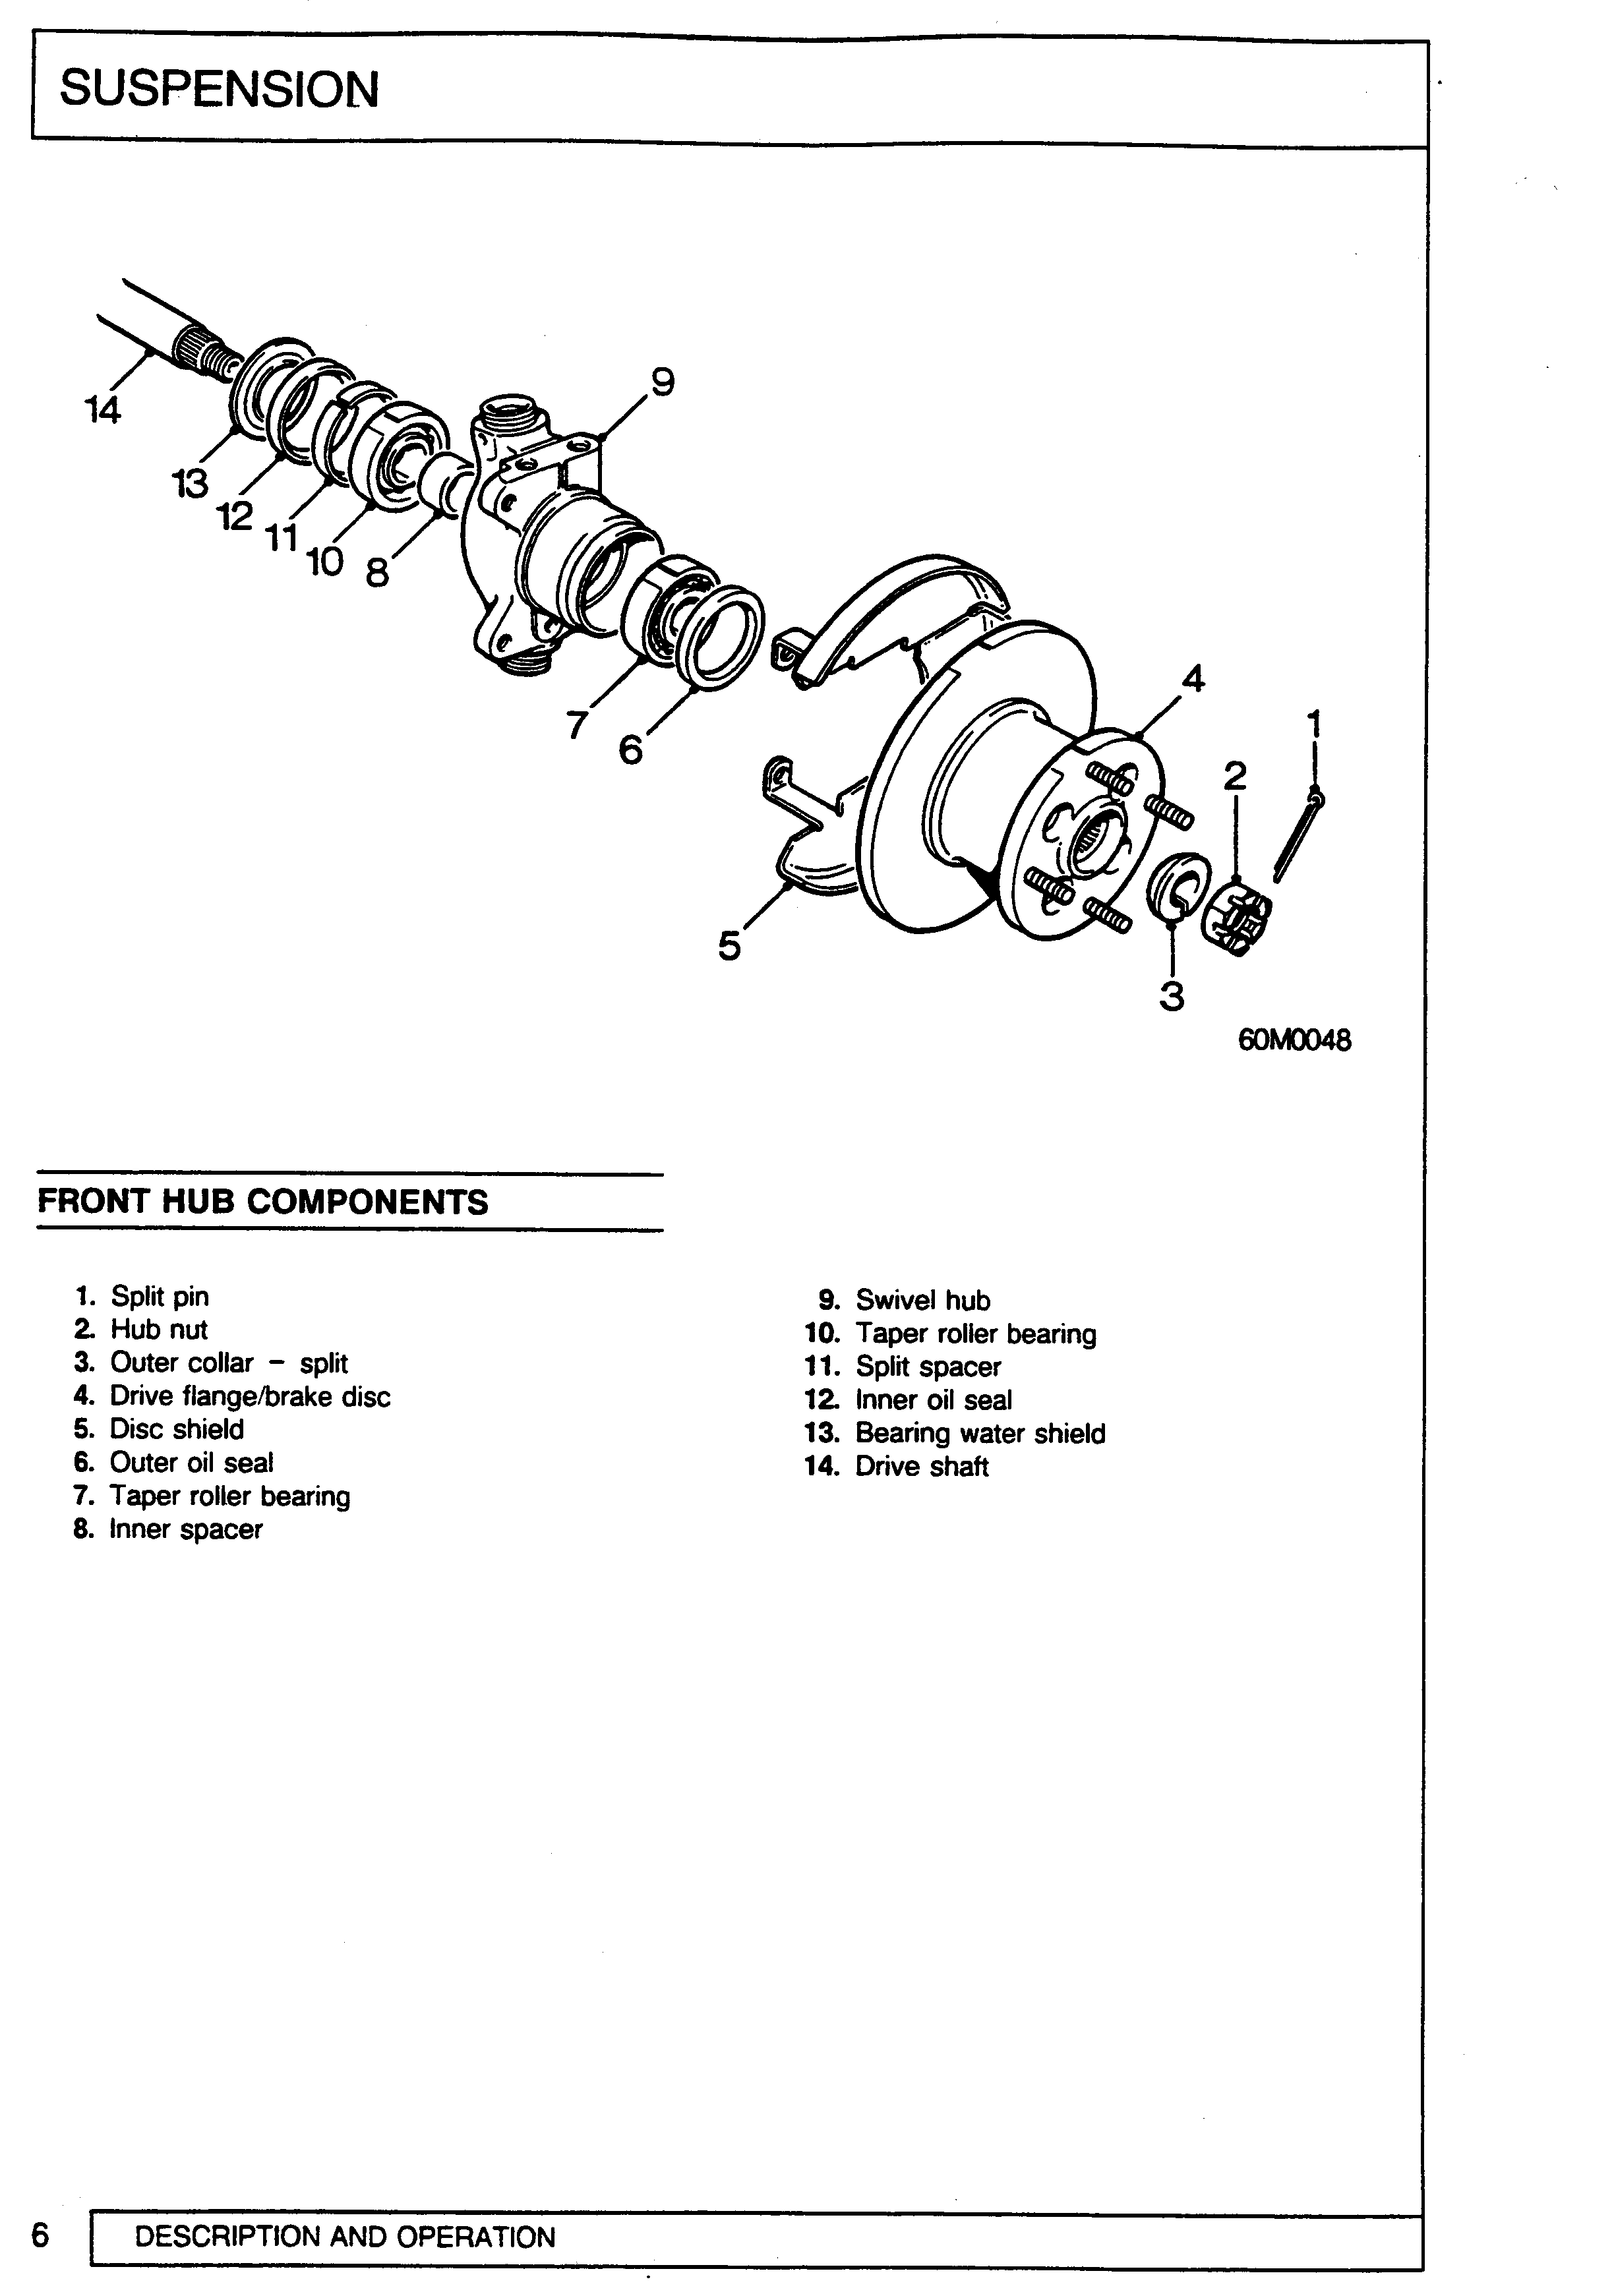 SUSPENSION
14
13
12
11
10
8
9
7
6
5
4
1
2
3
60M0048
FRONT HUB COMPONENTS
1. Split pin
2. Hub nut
3. Outer collar – split
4. Drive flange/brake disc
5. Disc shield
6. Outer oil seal
7. Taper roller bearing
8. Inner spacer
9. Swivel hub
10. Taper roller bearing
11. Split spacer
12. Inner oil seal
13. Bearing water shield
14. Drive shaft
6
DESCRIPTION AND OPERATION